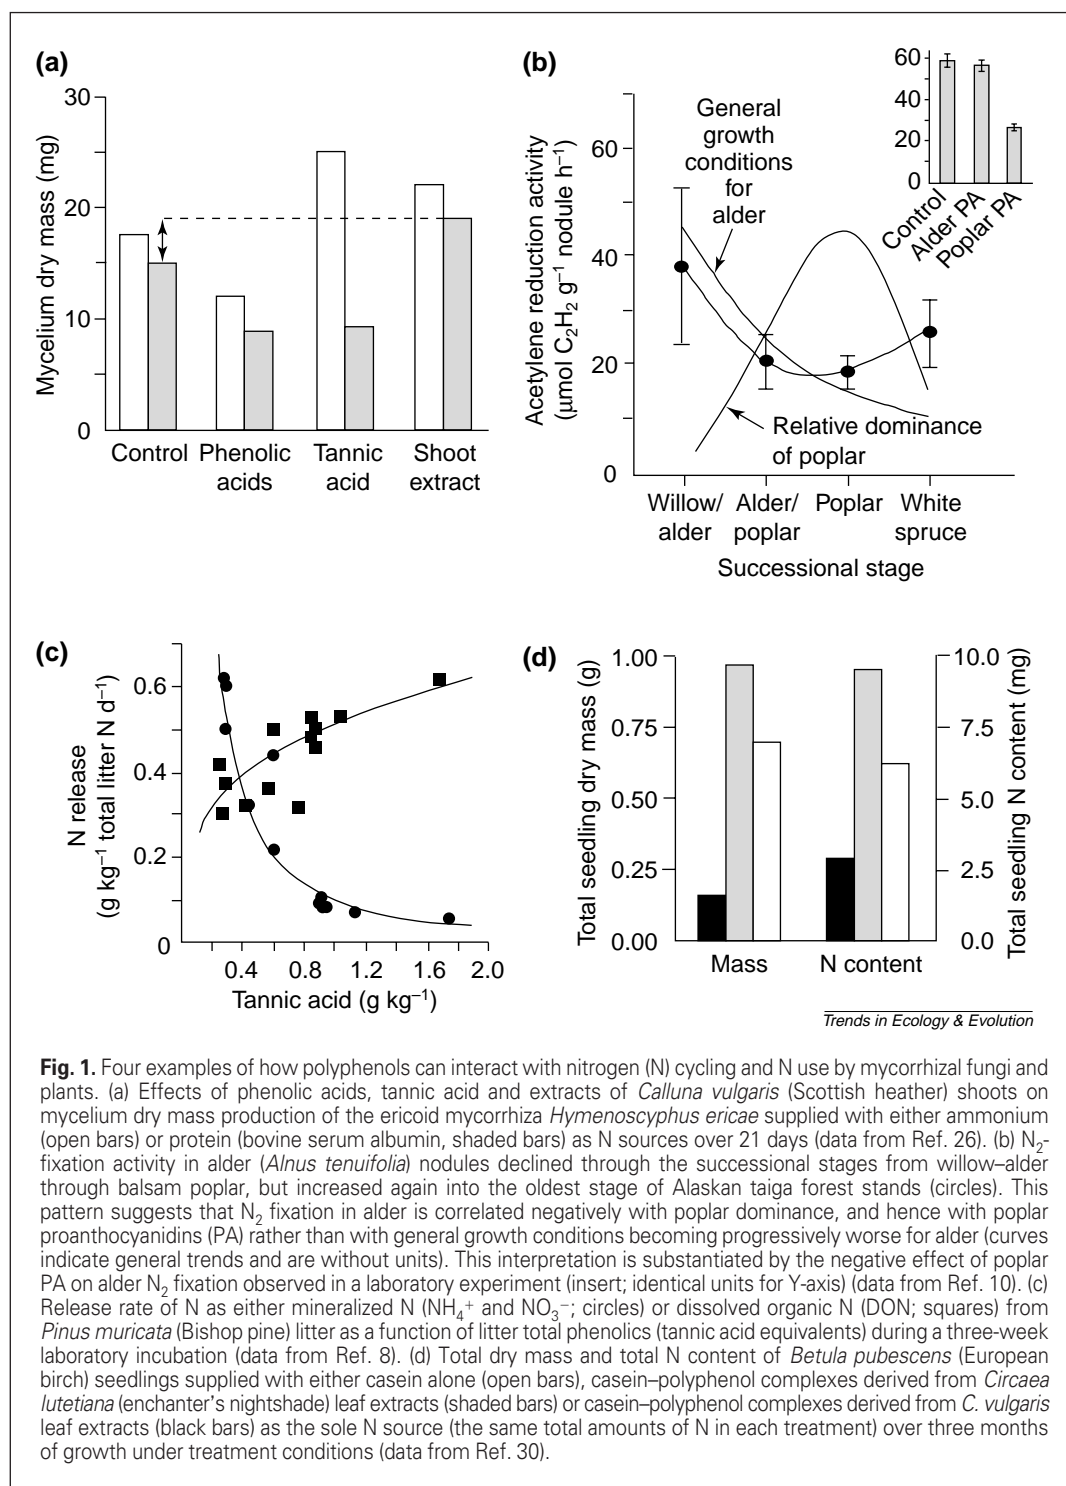 (a)
30
20
10
0
Mycelium dry mass (mg)
Control
Phenolic
acids
Tannic
acid
Shoot
extract
(b)
60
40
20
0
Acetylene reduction activity
(µmol C₂H₂ g⁻¹ nodule h⁻¹)
General
growth
conditions
for
alder
Relative dominance
of poplar
60
40
20
0
Control
Alder PA
Poplar PA
Willow/
alder
Alder/
poplar
Poplar
White
spruce
Successional stage
(c)
0.6
0.4
0.2
0
N release
(g kg⁻¹ total litter N d⁻¹)
0.4 0.8 1.2 1.6 2.0
Tannic acid (g kg⁻¹)
(d)
1.00
0.75
0.50
0.25
0.00
Total seedling dry mass (g)
10.0
7.5
5.0
2.5
0.0
Total seedling N content (mg)
Mass
N content
Trends in Ecology & Evolution
Fig. 1. Four examples of how polyphenols can interact with nitrogen (N) cycling and N use by mycorrhizal fungi and
plants. (a) Effects of phenolic acids, tannic acid and extracts of Calluna vulgaris (Scottish heather) shoots on
mycelium dry mass production of the ericoid mycorrhiza Hymenoscyphus ericae supplied with either ammonium
(open bars) or protein (bovine serum albumin, shaded bars) as N sources over 21 days (data from Ref. 26). (b) N₂-
fixation activity in alder (Alnus tenuifolia) nodules declined through the successional stages from willow–alder
through balsam poplar, but increased again into the oldest stage of Alaskan taiga forest stands (circles). This
pattern suggests that N₂ fixation in alder is correlated negatively with poplar dominance, and hence with poplar
proanthocyanidins (PA) rather than with general growth conditions becoming progressively worse for alder (curves
indicate general trends and are without units). This interpretation is substantiated by the negative effect of poplar
PA on alder N₂ fixation observed in a laboratory experiment (insert; identical units for Y-axis) (data from Ref. 10). (c)
Release rate of N as either mineralized N (NH₄⁺ and NO₃⁻; circles) or dissolved organic N (DON; squares) from
Pinus muricata (Bishop pine) litter as a function of litter total phenolics (tannic acid equivalents) during a three-week
laboratory incubation (data from Ref. 8). (d) Total dry mass and total N content of Betula pubescens (European
birch) seedlings supplied with either casein alone (open bars), casein–polyphenol complexes derived from Circaea
lutetiana (enchanter's nightshade) leaf extracts (shaded bars) or casein–polyphenol complexes derived from C. vulgaris
leaf extracts (black bars) as the sole N source (the same total amounts of N in each treatment) over three months
of growth under treatment conditions (data from Ref. 30).